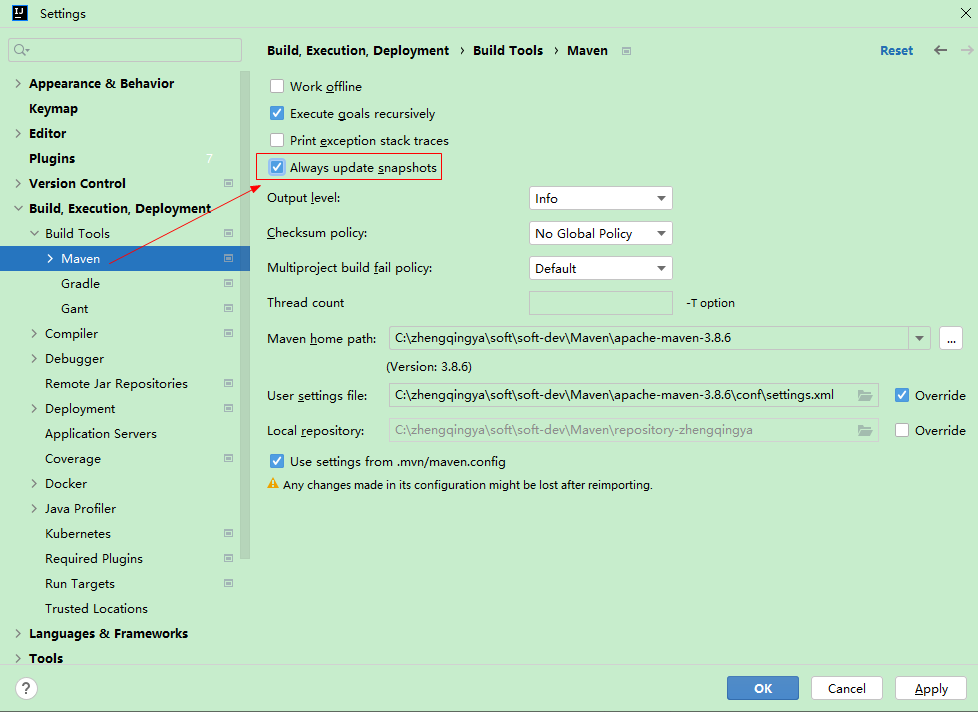 Settings
Appearance & Behavior
Keymap
Editor
Plugins 7
Version Control
Build, Execution, Deployment
Build Tools
Maven
Gradle
Gant
Compiler
Debugger
Remote Jar Repositories
Deployment
Application Servers
Coverage
Docker
Java Profiler
Kubernetes
Required Plugins
Run Targets
Trusted Locations
Languages & Frameworks
Tools
Build, Execution, Deployment › Build Tools › Maven Reset
Work offline
Execute goals recursively
Print exception stack traces
Always update snapshots
Output level: Info
Checksum policy: No Global Policy
Multiproject build fail policy: Default
Thread count -T option
Maven home path: C:\zhengqingya\soft\soft-dev\Maven\apache-maven-3.8.6 ...
(Version: 3.8.6)
User settings file: C:\zhengqingya\soft\soft-dev\Maven\apache-maven-3.8.6\conf\settings.xml Override
Local repository: C:\zhengqingya\soft\soft-dev\Maven\repository-zhengqingya Override
Use settings from .mvn/maven.config
Any changes made in its configuration might be lost after reimporting.
? OK Cancel Apply